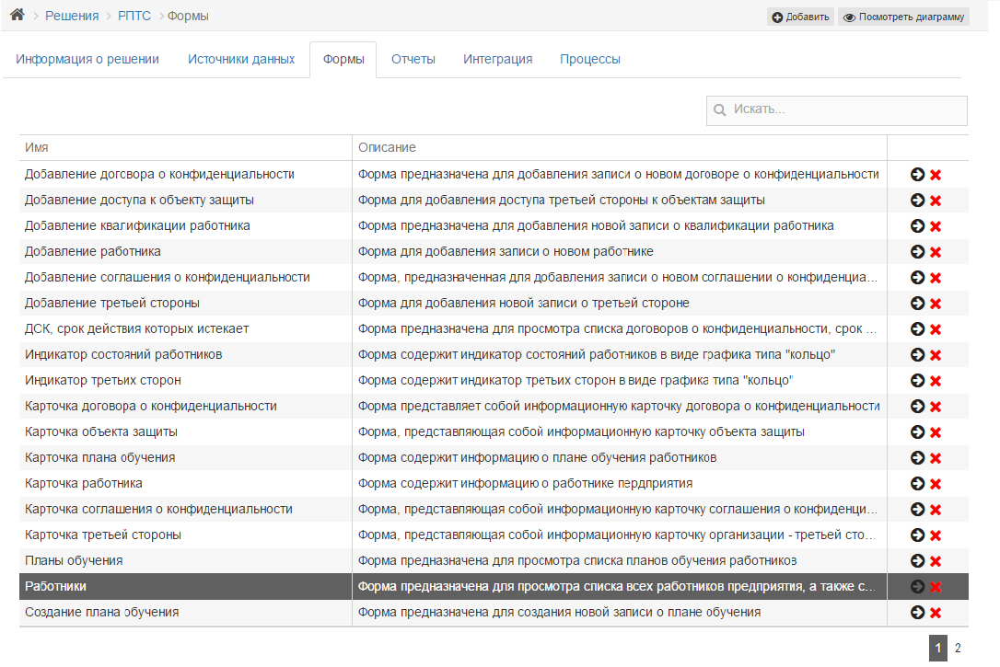 Решения РПТС Формы Добавить Посмотреть диаграмму
Информация о решении Источники данных Формы Отчеты Интеграция Процессы
Искать...
Имя Описание
Добавление договора о конфиденциальности Форма предназначена для добавления записи о новом договоре о конфиденциальности
Добавление доступа к объекту защиты Форма для добавления доступа третьей стороны к объектам защиты
Добавление квалификации работника Форма предназначена для добавления новой записи о квалификации работника
Добавление работника Форма для добавления записи о новом работнике
Добавление соглашения о конфиденциальности Форма, предназначенная для добавления записи о новом соглашении о конфиденциа...
Добавление третьей стороны Форма для добавления новой записи о третьей стороне
ДОК, срок действия которых истекает Форма предназначена для просмотра списка договоров о конфиденциальности, срок ...
Индикатор состояний работников Форма содержит индикатор состояний работников в виде графика типа "кольцо"
Индикатор третьих сторон Форма содержит индикатор третьих сторон в виде графика типа "кольцо"
Карточка договора о конфиденциальности Форма представляет собой информационную карточку договора о конфиденциальности
Карточка объекта защиты Форма, представляющая собой информационную карточку объекта защиты
Карточка плана обучения Форма содержит информацию о плане обучения работников
Карточка работника Форма содержит информацию о работнике пердприятия
Карточка соглашения о конфиденциальности Форма, представляющая собой информационную карточку соглашения о конфиденци...
Карточка третьей стороны Форма, представляющая собой информационную карточку организации - третьей сто...
Планы обучения Форма предназначена для просмотра списка планов обучения работников
Работники Форма предназначена для просмотра списка всех работников предприятия, а также с...
Создание плана обучения Форма предназначена для создания новой записи о плане обучения
1 2